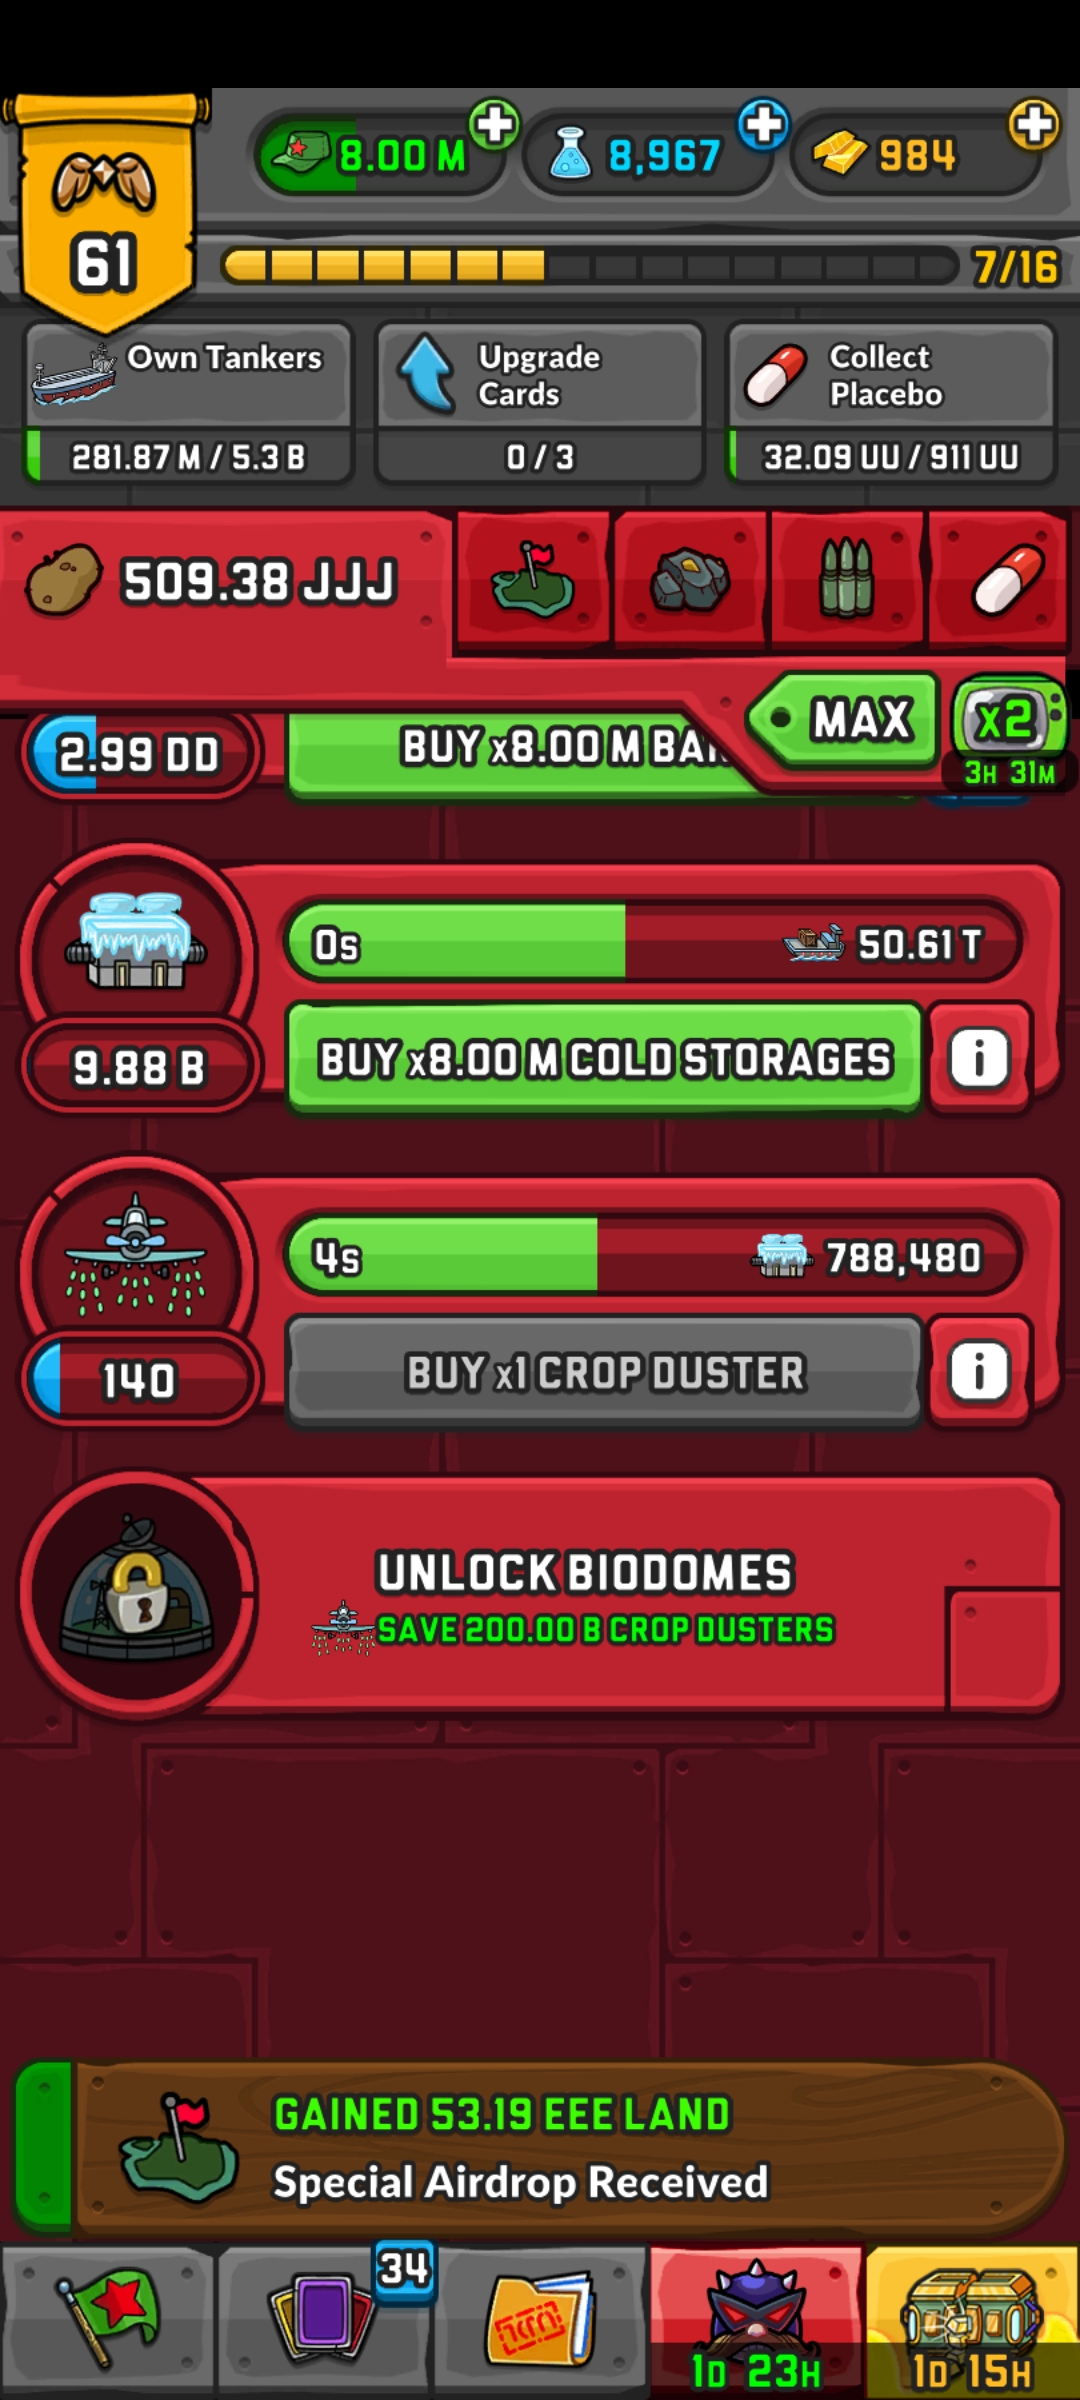 8.00 M
8,967
984
61
7/16
Own Tankers
281.87 M / 5.3 B
Upgrade
Cards
0 / 3
Collect
Placebo
32.09 UU / 911 UU
509.38 JJJ
MAX
x2
3H 31M
2.99 DD
BUY x8.00 M
0s
50.61 T
9.88 B
BUY x8.00 M COLD STORAGES
i
4s
788,480
140
BUY x1 CROP DUSTER
i
UNLOCK BIODOMES
SAVE 200.00 B CROP DUSTERS
GAINED 53.19 EEE LAND
Special Airdrop Received
34
1D 23H
1D 15H